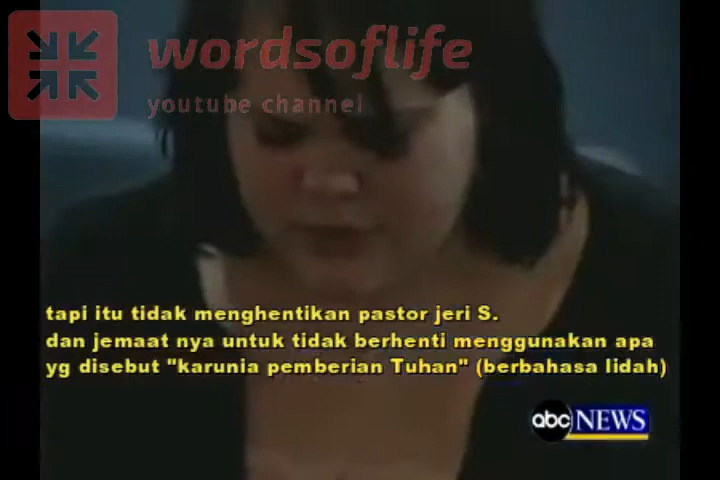 wordsoflife
youtube channel
tapi itu tidak menghentikan pastor jeri S.
dan jemaat nya untuk tidak berhenti menggunakan apa
yg disebut "karunia pemberian Tuhan" (berbahasa lidah)
abc NEWS